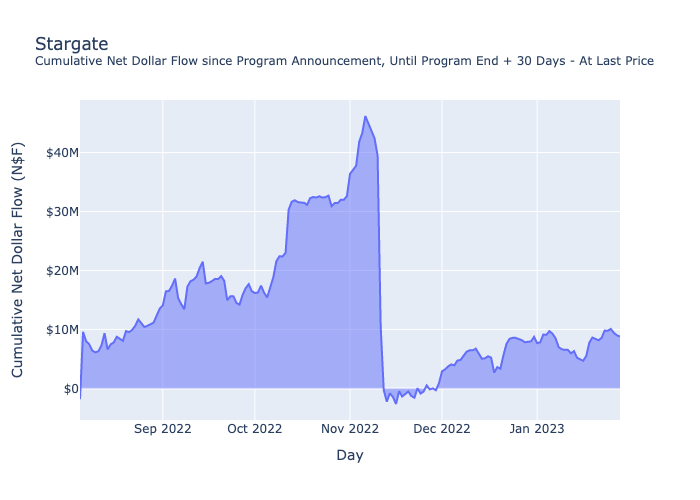 Stargate
Cumulative Net Dollar Flow since Program Announcement, Until Program End + 30 Days - At Last Price
Cumulative Net Dollar Flow (N$F)
$40M
$30M
$20M
$10M
$0
Sep 2022
Oct 2022
Nov 2022
Dec 2022
Jan 2023
Day